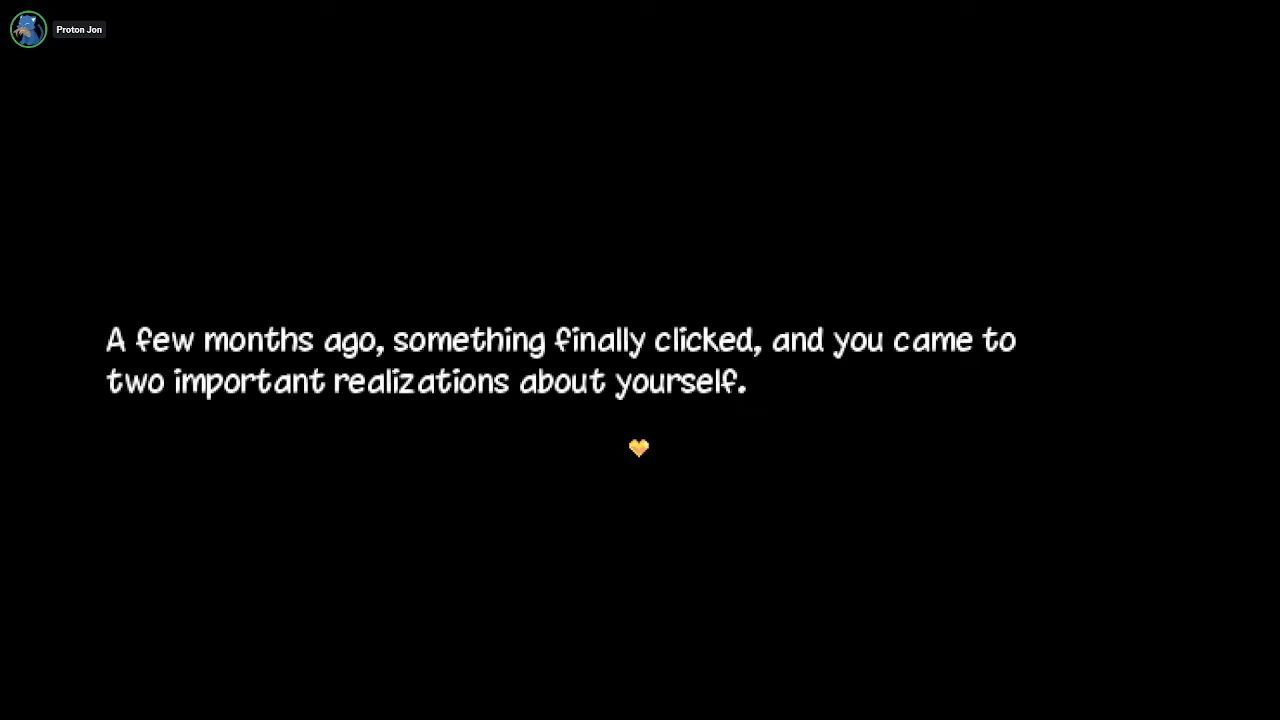 Proton Jon
A few months ago, something finally clicked, and you came to
two important realizations about yourself.